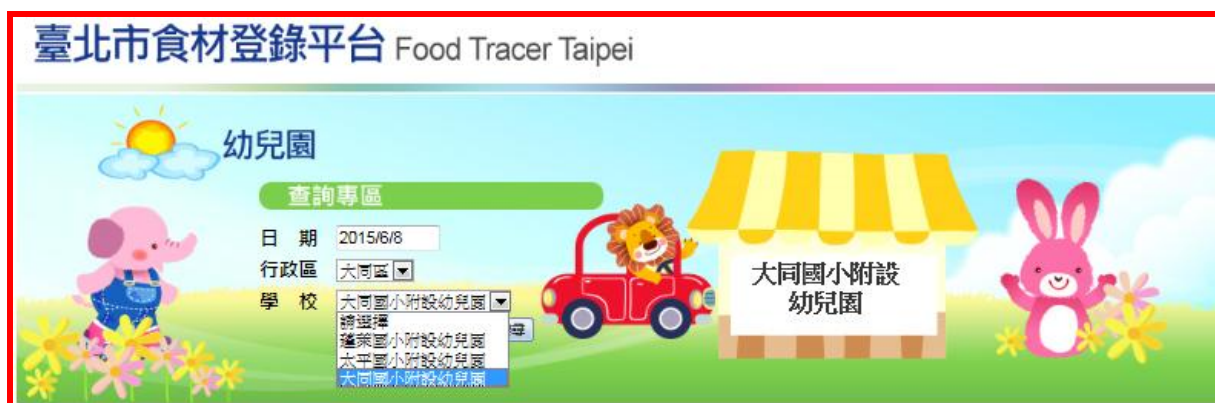 臺北市食材登錄平台 Food Tracer Taipei
幼兒園
查詢專區
日 期 2015/6/8
行政區 大同區
學 校 大同國小附設幼兒園
請選擇
蓬萊國小附設幼兒園
太平國小附設幼兒園
大同國小附設幼兒園
大同國小附設
幼兒園